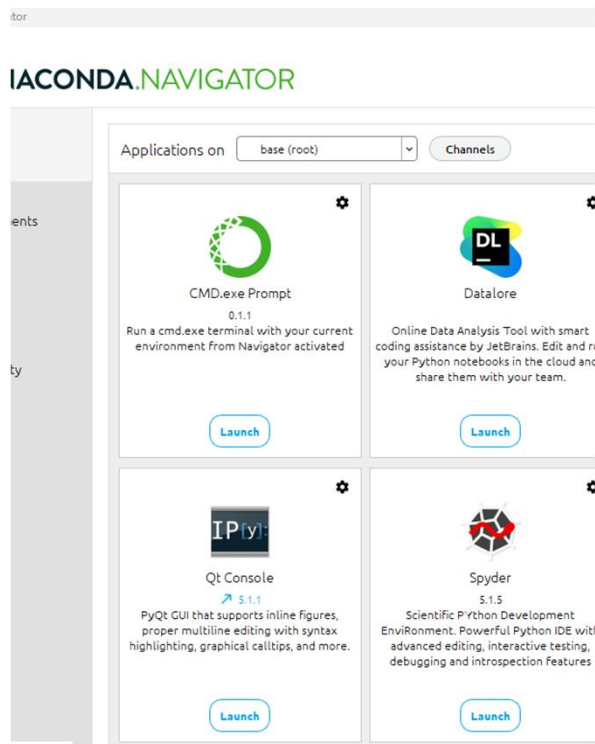 ator
NACONDA.NAVIGATOR
Applications on base (root) Channels
ents
ty
CMD.exe Prompt
0.1.1
Run a cmd.exe terminal with your current
environment from Navigator activated
Launch
DL
Datalore
Online Data Analysis Tool with smart
coding assistance by JetBrains. Edit and ru
your Python notebooks in the cloud and
share them with your team.
Launch
IP[y]:
Qt Console
5.1.1
PyQt GUI that supports inline figures,
proper multiline editing with syntax
highlighting, graphical calltips, and more.
Launch
Spyder
5.1.5
Scientific PYthon Development
EnviRonment. Powerful Python IDE with
advanced editing, interactive testing,
debugging and introspection features
Launch